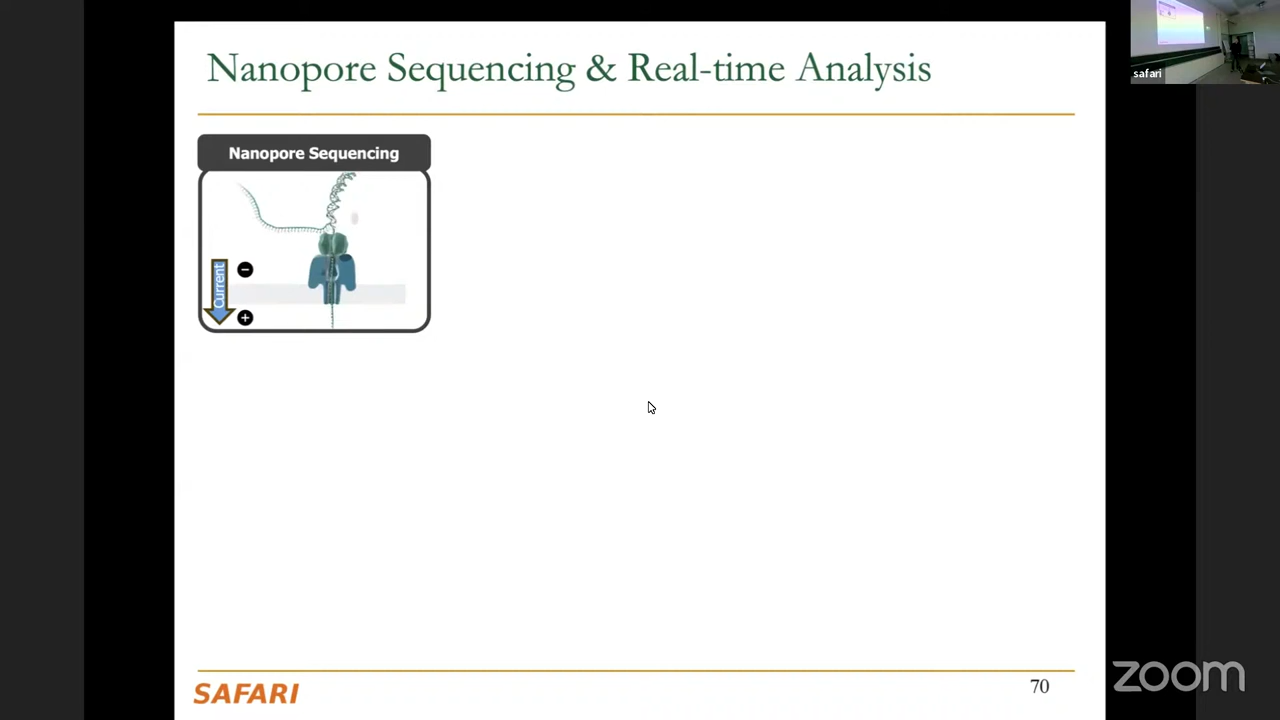 Nanopore Sequencing & Real-time Analysis
safari
Nanopore Sequencing
Current
SAFARI
70
zoom